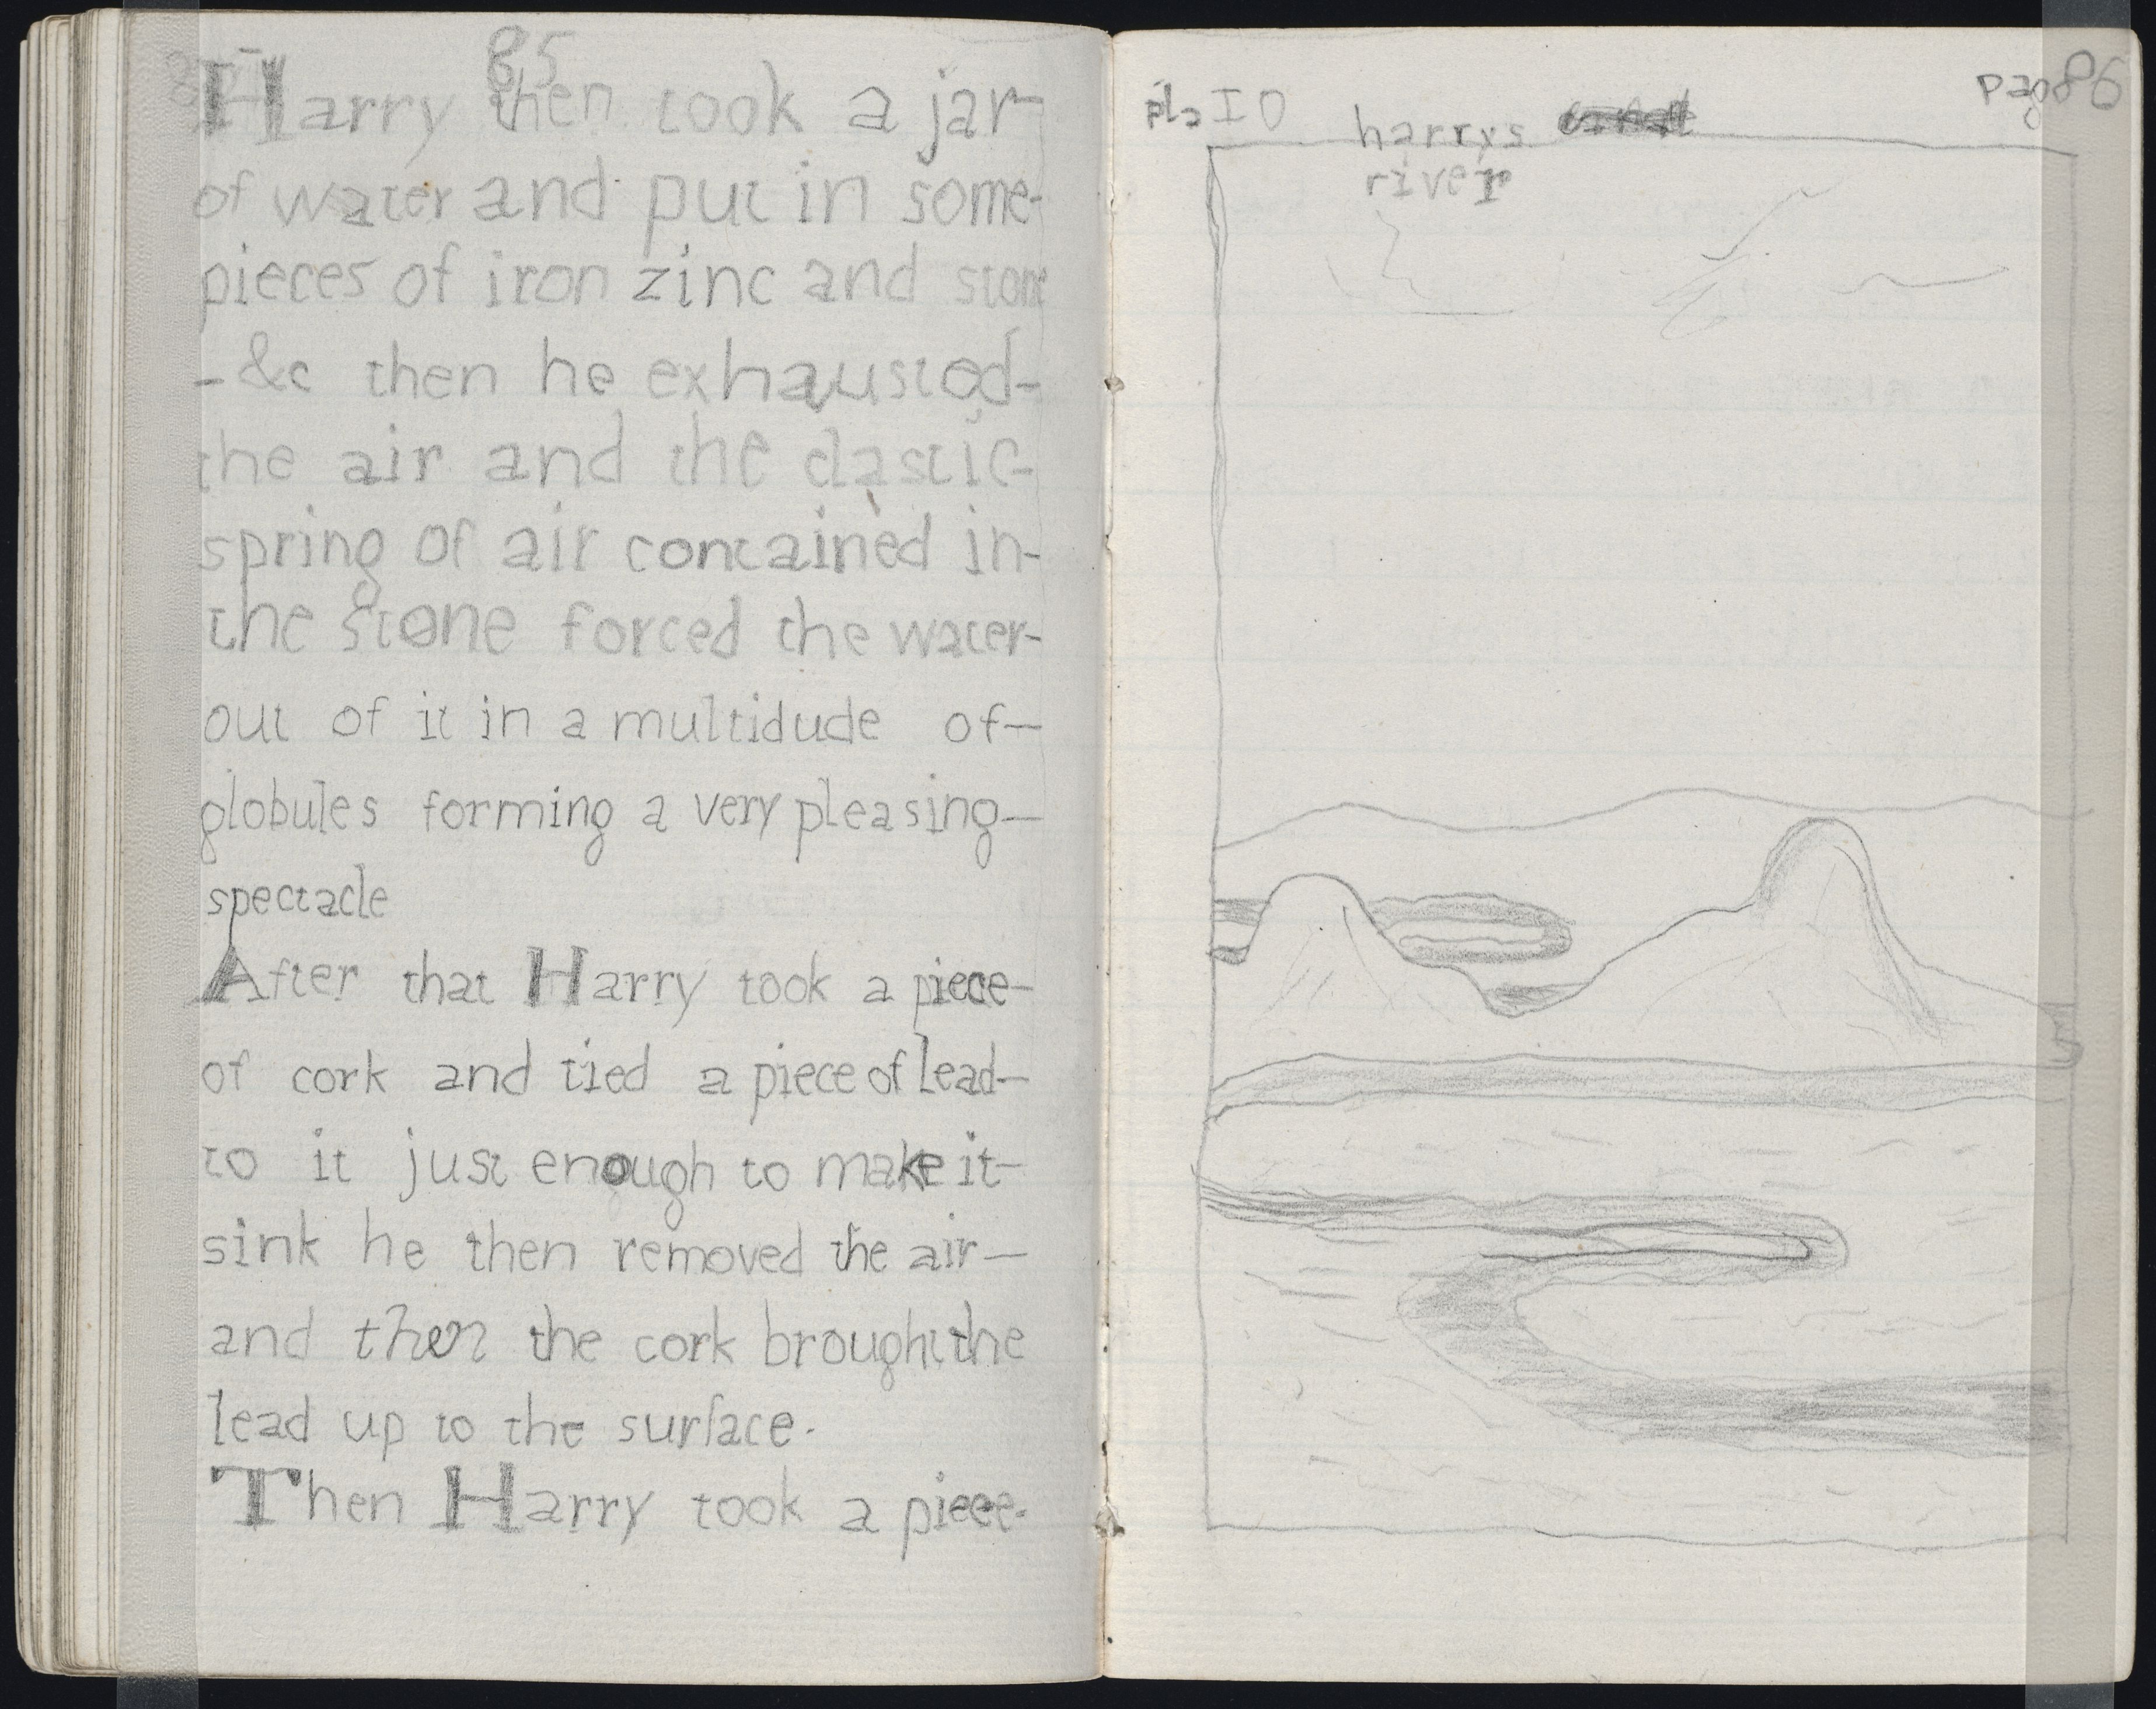 85
Harry then took a jar-
of water and put in some-
pieces of iron zinc and stone
- &c then he exhausted-
the air and the elastic-
spring of air contained in-
the stone forced the water-
out of it in a multidude of—
globules forming a very pleasing—
spectacle
After that Harry took a piece-
of cork and tied a piece of lead-
to it just enough to make it-
sink he then removed the air—
and then the cork brought the
lead up to the surface.
Then Harry took a piece-
pla 10 pag 86
harrys
river